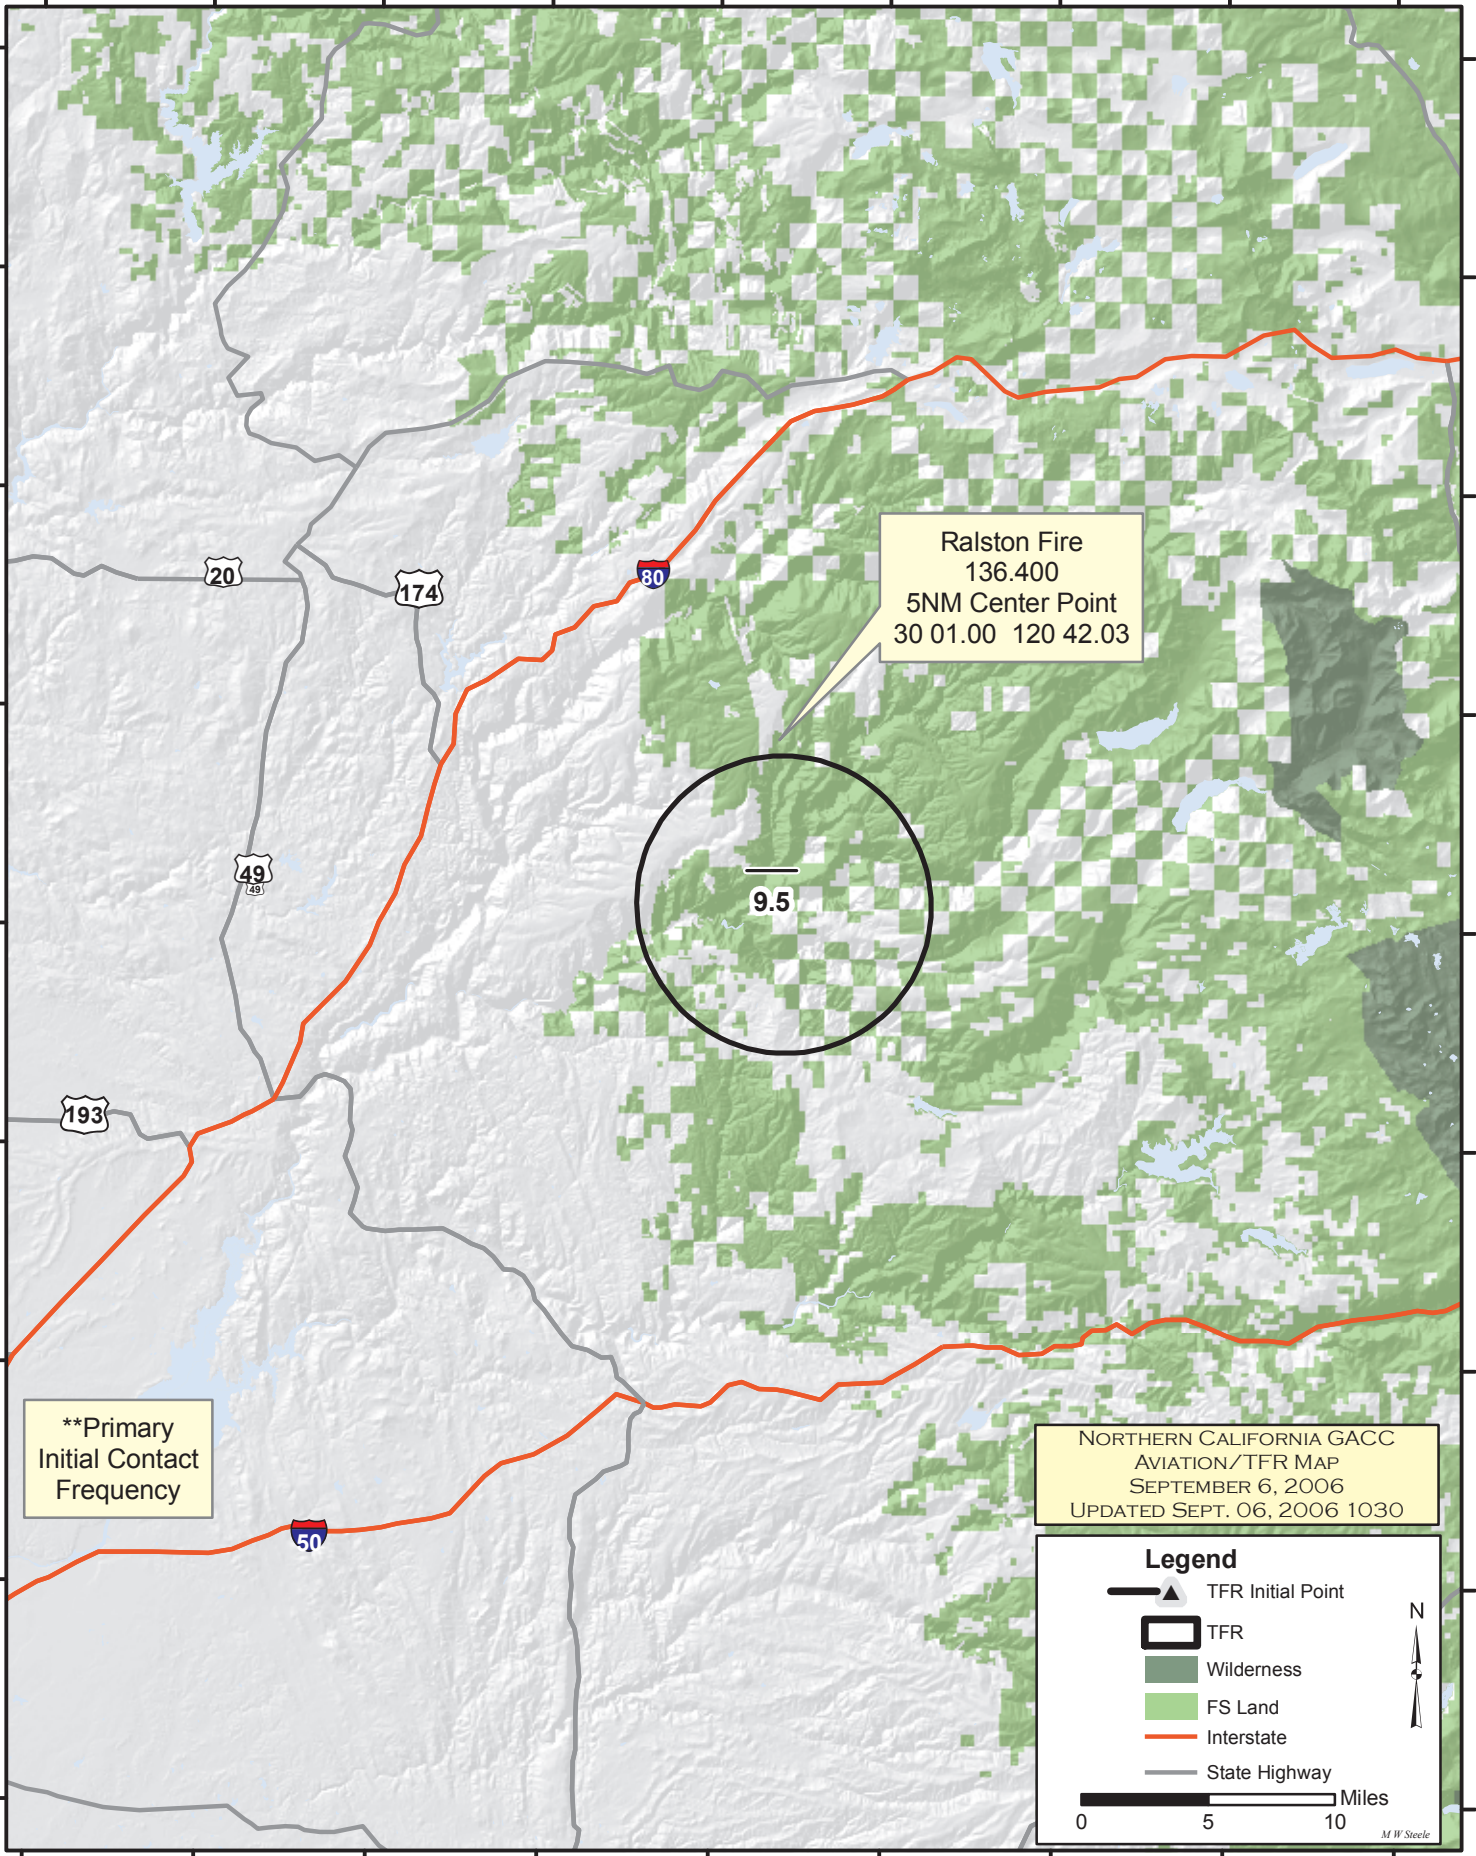 Ralston Fire
136.400
5NM Center Point
30 01.00  120 42.03
20
174
80
49
49
9.5
193
**Primary
Initial Contact
Frequency
50
NORTHERN CALIFORNIA GACC
AVIATION/TFR MAP
SEPTEMBER 6, 2006
UPDATED SEPT. 06, 2006 1030
Legend
TFR Initial Point
TFR
Wilderness
FS Land
Interstate
State Highway
N
Miles
0 5 10
M W Steele